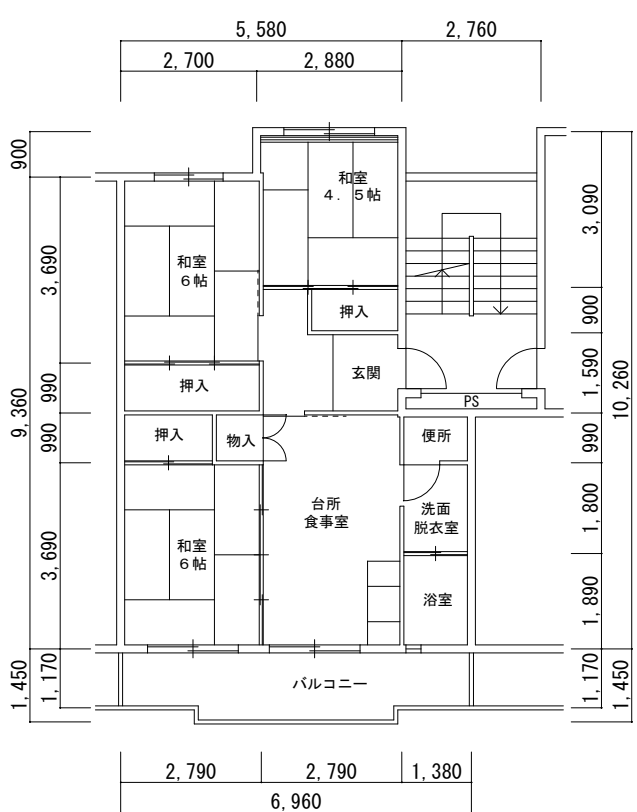 5,580
2,760
2,700
2,880
900
3,690
9,360
990
990
3,690
1,450
1,170
和室
4.5帖
和室
6帖
押入
押入
玄関
PS
押入
物入
便所
台所
食事室
洗面
脱衣室
和室
6帖
浴室
バルコニー
3,090
900
1,590
10,260
990
1,800
1,890
1,170
1,450
2,790
2,790
1,380
6,960